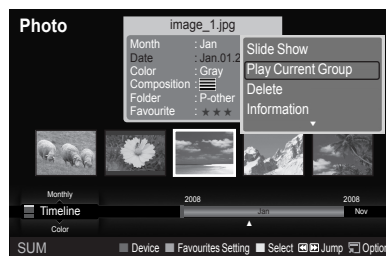 Photo
image_1.jpg
Month : Jan
Date : Jan.01.2
Color : Gray
Composition :
Folder : P-other
Favourite : ★ ★ ★
Slide Show
Play Current Group
Delete
Information
Monthly
Timeline
Color
2008
2008
Jan
Nov
SUM
Device
Favourites Setting
Select
Jump
Option